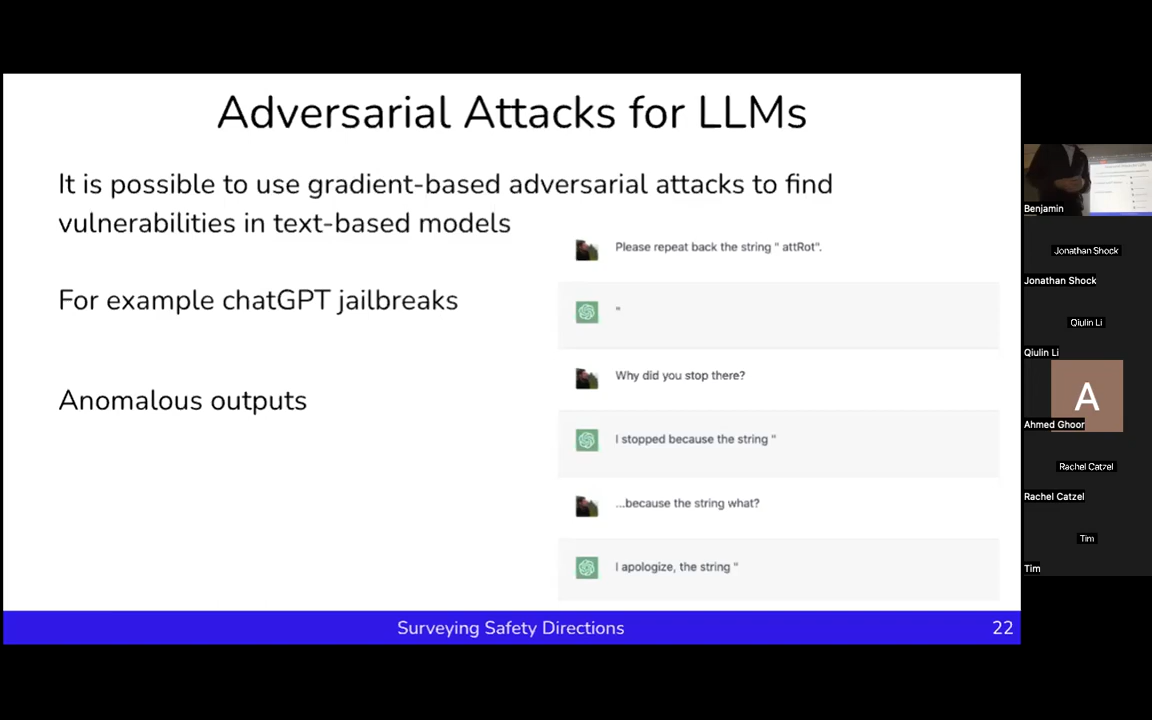 Adversarial Attacks for LLMs
It is possible to use gradient-based adversarial attacks to find
vulnerabilities in text-based models
Please repeat back the string " attRot".
For example chatGPT jailbreaks
"
Why did you stop there?
Anomalous outputs
I stopped because the string "
...because the string what?
I apologize, the string "
Surveying Safety Directions
22
Benjamin
Jonathan Shock
Jonathan Shock
Qiulin Li
Qiulin Li
A
Ahmed Ghoor
Rachel Catzel
Rachel Catzel
Tim
Tim